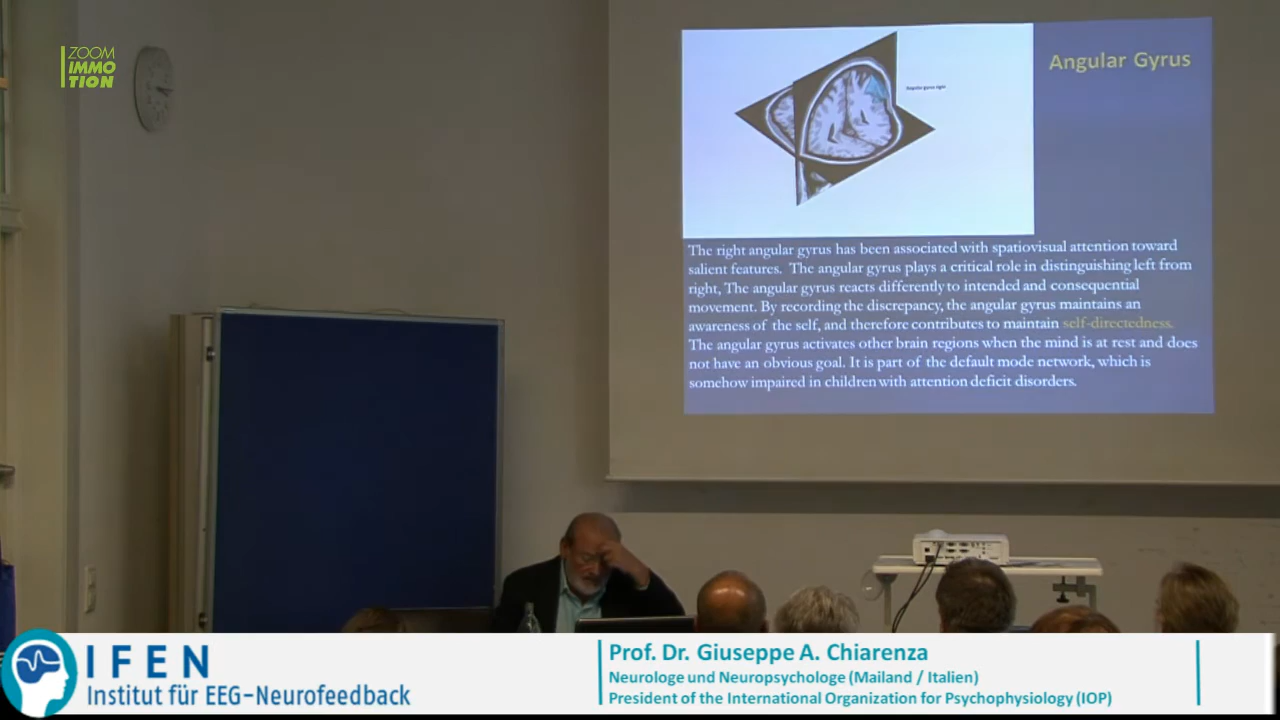 ZOOM
IMMO
TION
Angular Gyrus
Angular gyrus right
The right angular gyrus has been associated with spatiovisual attention toward
salient features. The angular gyrus plays a critical role in distinguishing left from
right, The angular gyrus reacts differently to intended and consequential
movement. By recording the discrepancy, the angular gyrus maintains an
awareness of the self, and therefore contributes to maintain self-directedness.
The angular gyrus activates other brain regions when the mind is at rest and does
not have an obvious goal. It is part of the default mode network, which is
somehow impaired in children with attention deficit disorders.
IFEN
Institut für EEG-Neurofeedback
Prof. Dr. Giuseppe A. Chiarenza
Neurologe und Neuropsychologe (Mailand / Italien)
President of the International Organization for Psychophysiology (IOP)